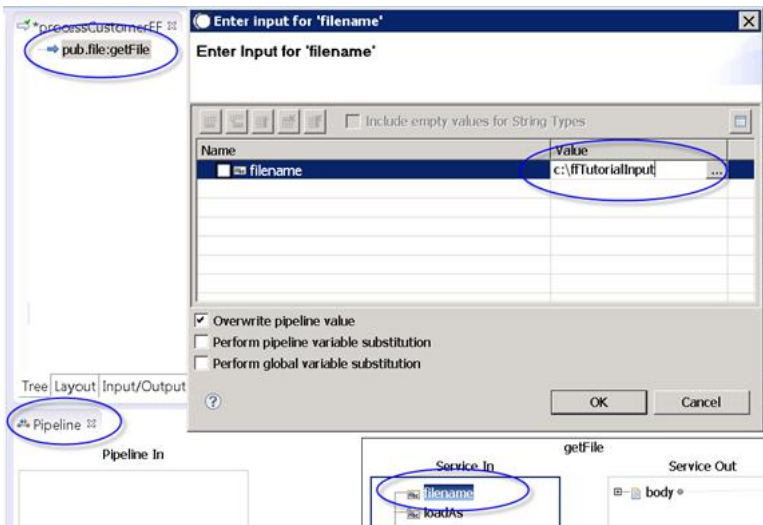 *processCustomerFF
pub.file:getFile
Enter input for 'filename'
Enter Input for 'filename'
Include empty values for String Types
Name Value
filename c:\ffTutorialInput ...
Overwrite pipeline value
Perform pipeline variable substitution
Perform global variable substitution
Tree Layout Input/Output
? OK Cancel
Pipeline
Pipeline In
getFile
Service In Service Out
filename body
loadAs